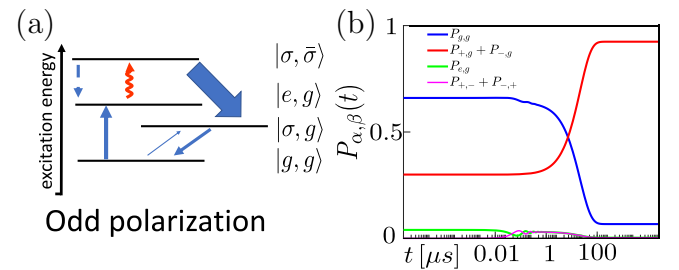 (a)
excitation energy
|σ, σ̄⟩
|e, g⟩
|σ, g⟩
|g, g⟩
Odd polarization
(b)
P_{α,β}(t)
1
0.5
0
P_{g,g}
P_{+,g} + P_{-,g}
P_{e,g}
P_{+,-} + P_{-,+}
t [μs] 0.01 1 100